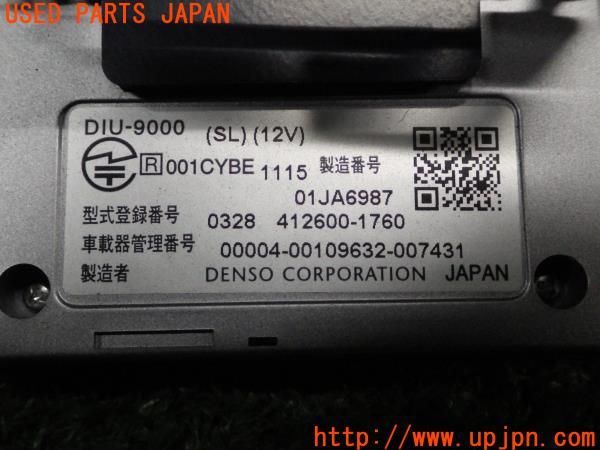 USED PARTS JAPAN
DIU-9000 (SL) (12V)
R 001CYBE 1115 製造番号
01JA6987
型式登録番号 0328 412600-1760
車載器管理番号 00004-00109632-007431
製造者 DENSO CORPORATION JAPAN
UPJ http://www.upjpn.com